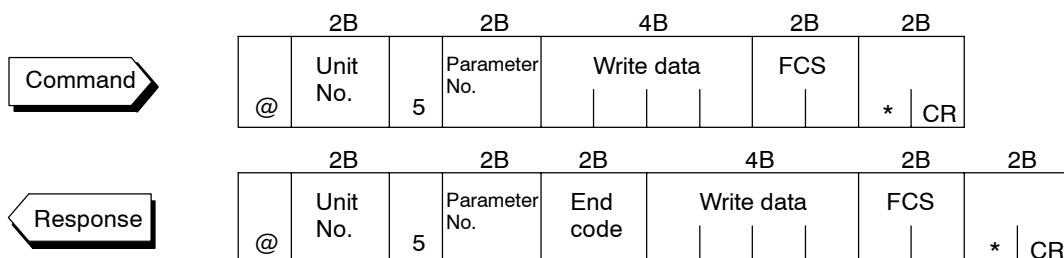 2B 2B 4B 2B 2B
Command
Unit No.
Parameter No.
Write data
FCS
@ 5 * CR
2B 2B 2B 4B 2B 2B
Response
Unit No.
Parameter No.
End code
Write data
FCS
@ 5 * CR